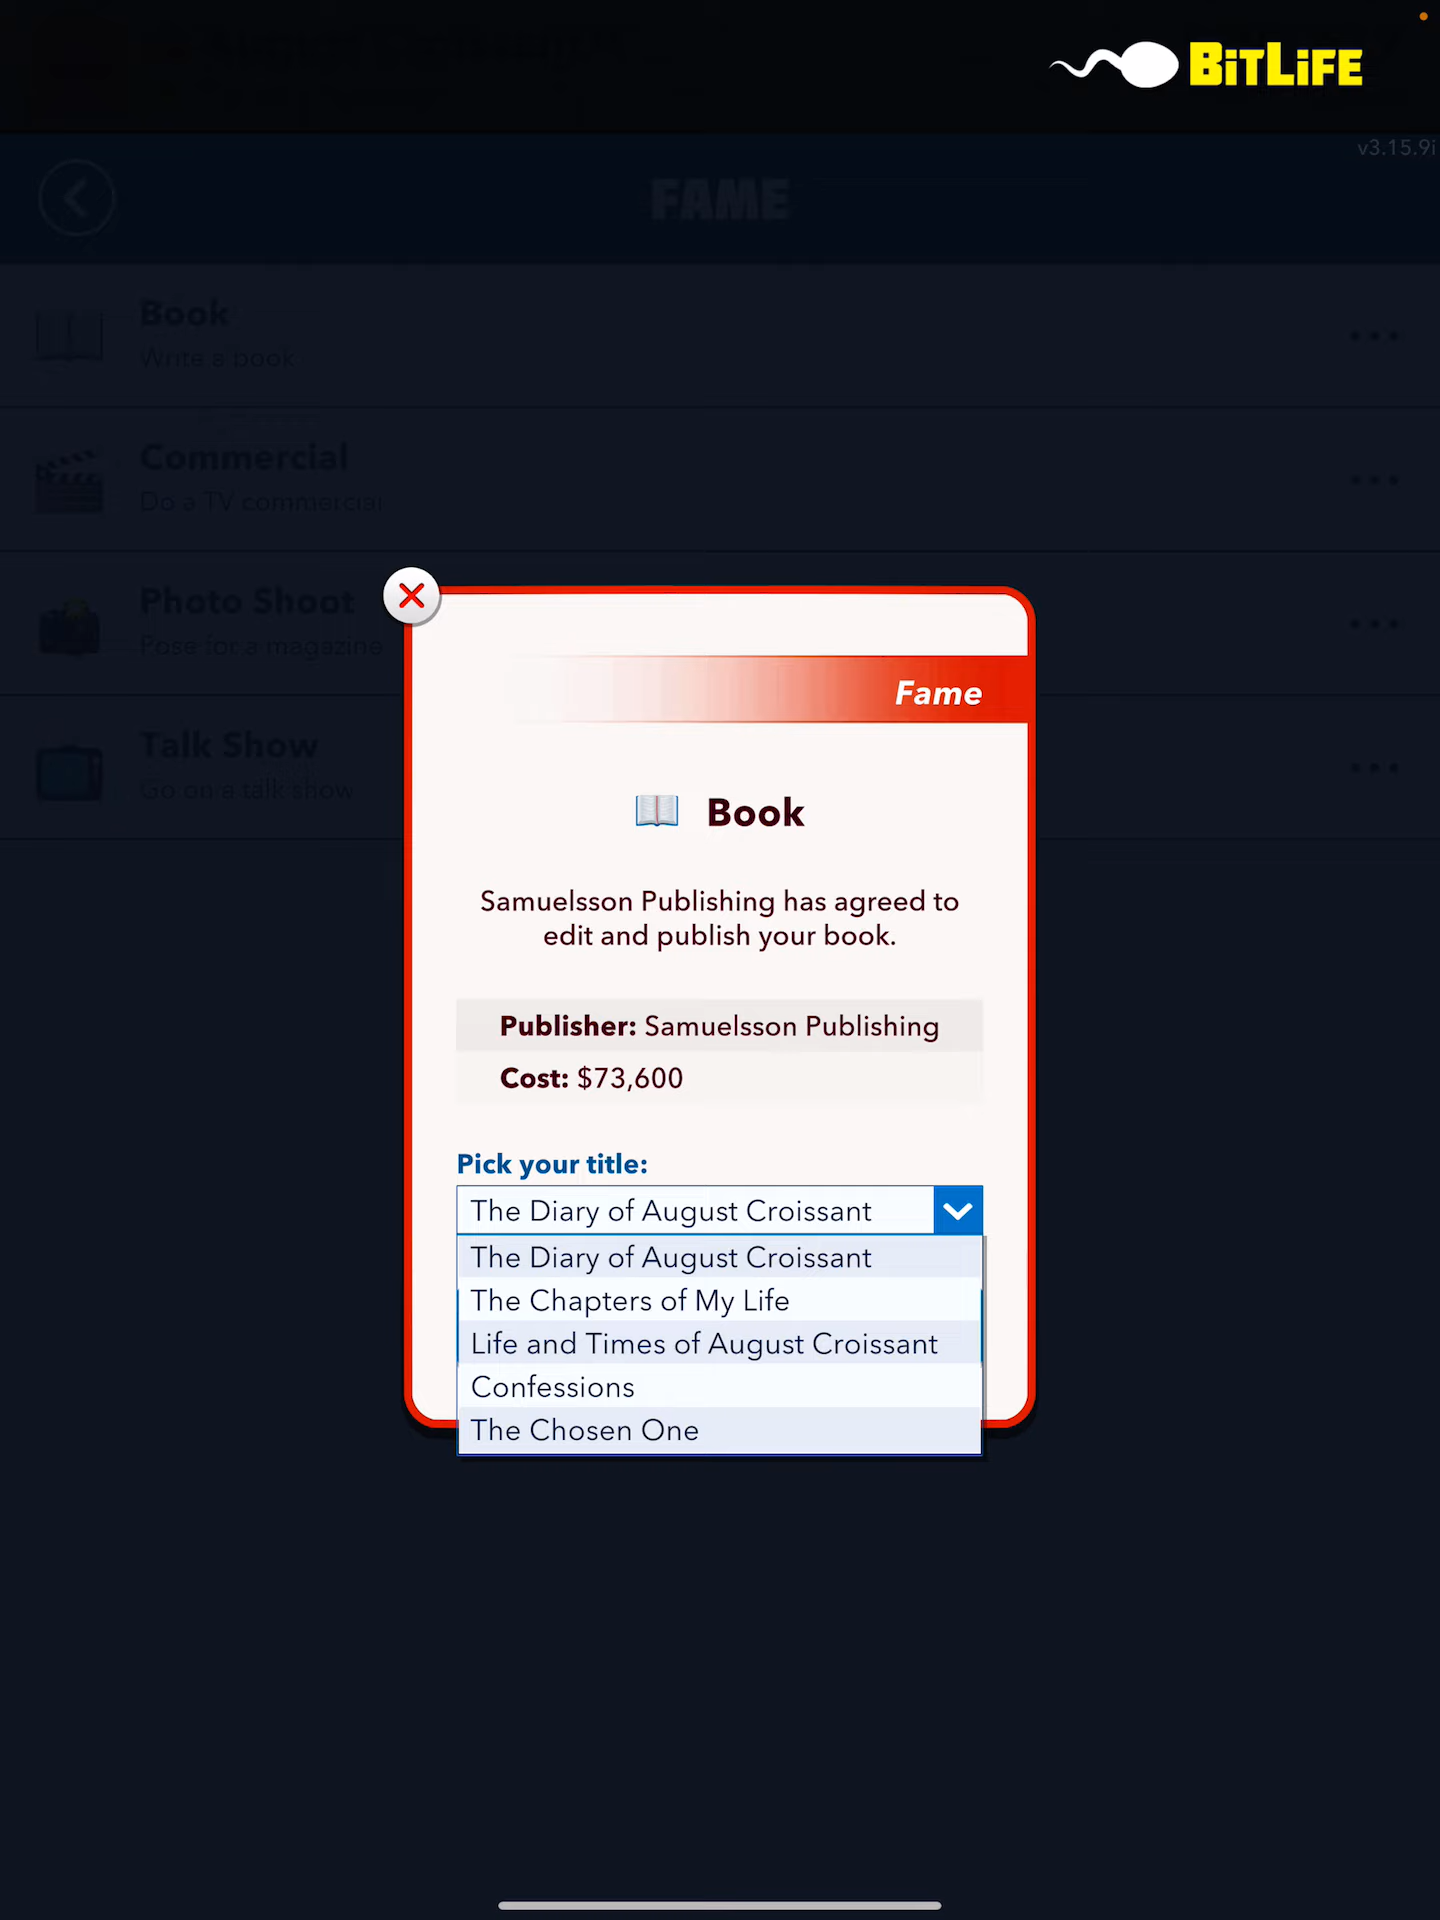 BitLiFE
v3.15.9i
FAME
Book
Write a book
Commercial
Do a TV commercial
Photo Shoot
Pose for a magazine
Talk Show
Go on a talk show
Fame
Book
Samuelsson Publishing has agreed to
edit and publish your book.
Publisher: Samuelsson Publishing
Cost: $73,600
Pick your title:
The Diary of August Croissant
The Diary of August Croissant
The Chapters of My Life
Life and Times of August Croissant
Confessions
The Chosen One